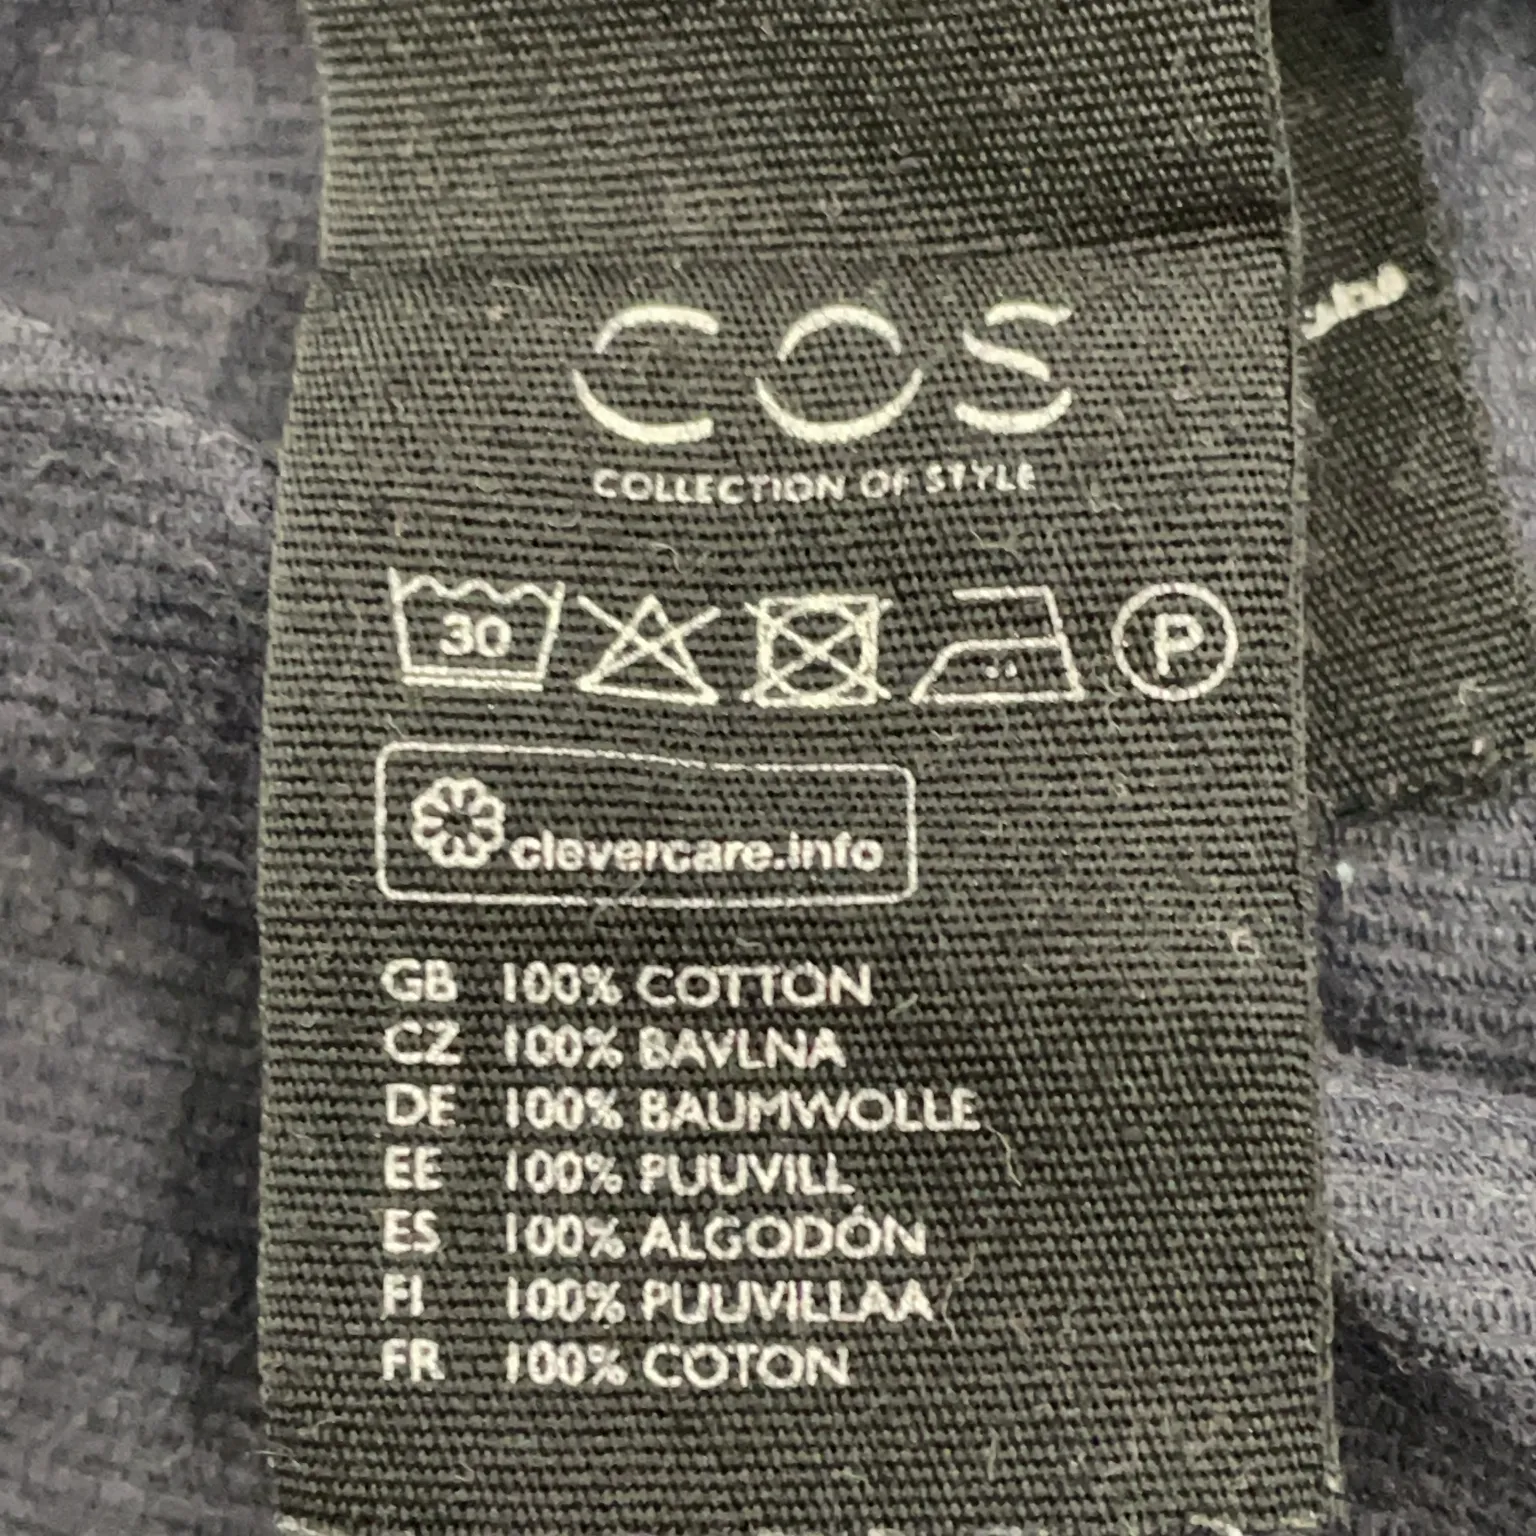 COS
COLLECTION OF STYLE
30 P
clevercare.info
GB 100% COTTON
CZ 100% BAVLNA
DE 100% BAUMWOLLE
EE 100% PUUVILL
ES 100% ALGODÓN
FI 100% PUUVILLAA
FR 100% COTON